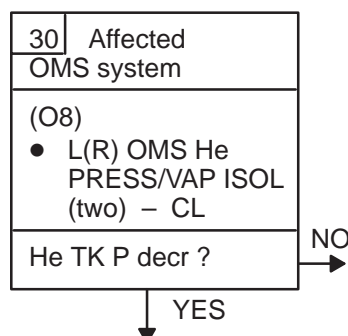 30 Affected
OMS system
(O8)
● L(R) OMS He
PRESS/VAP ISOL
(two) – CL
He TK P decr ?
NO
YES